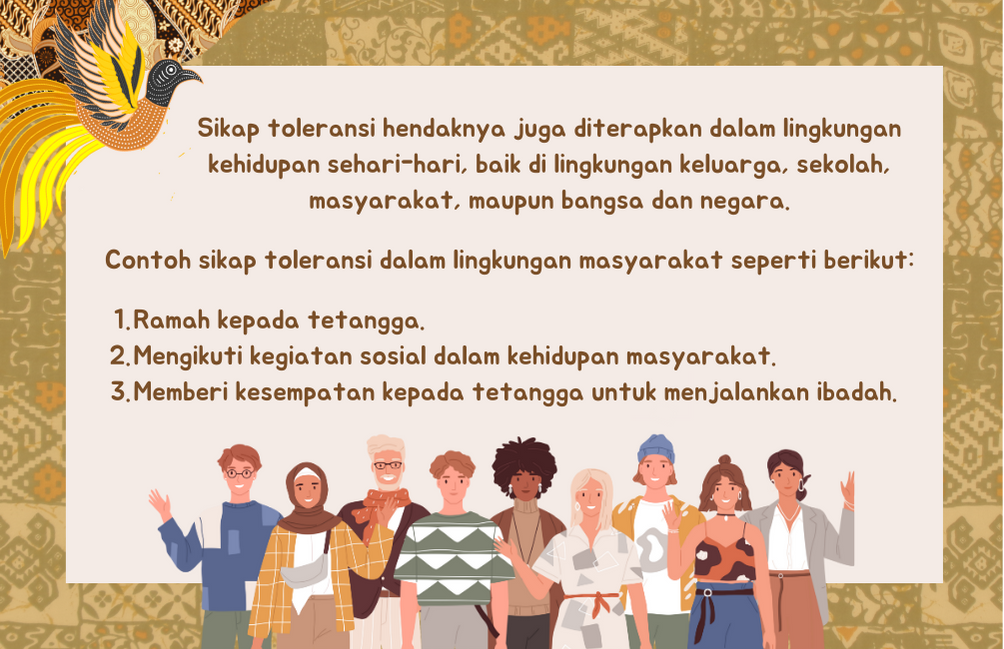 Sikap toleransi hendaknya juga diterapkan dalam lingkungan
kehidupan sehari-hari, baik di lingkungan keluarga, sekolah,
masyarakat, maupun bangsa dan negara.
Contoh sikap toleransi dalam lingkungan masyarakat seperti berikut:
1. Ramah kepada tetangga.
2. Mengikuti kegiatan sosial dalam kehidupan masyarakat.
3. Memberi kesempatan kepada tetangga untuk menjalankan ibadah.